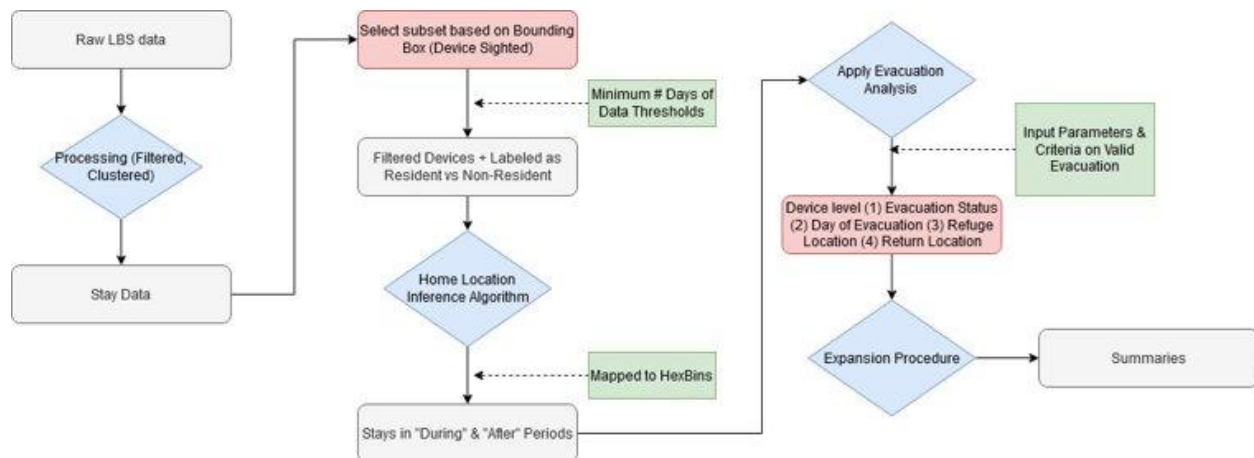 Raw LBS data
Processing (Filtered,
Clustered)
Stay Data
Select subset based on Bounding
Box (Device Sighted)
Minimum # Days of
Data Thresholds
Filtered Devices + Labeled as
Resident vs Non-Resident
Home Location
Inference Algorithm
Mapped to HexBins
Stays in "During" & "After" Periods
Apply Evacuation
Analysis
Input Parameters &
Criteria on Valid
Evacuation
Device level (1) Evacuation Status
(2) Day of Evacuation (3) Refuge
Location (4) Return Location
Expansion Procedure
Summaries